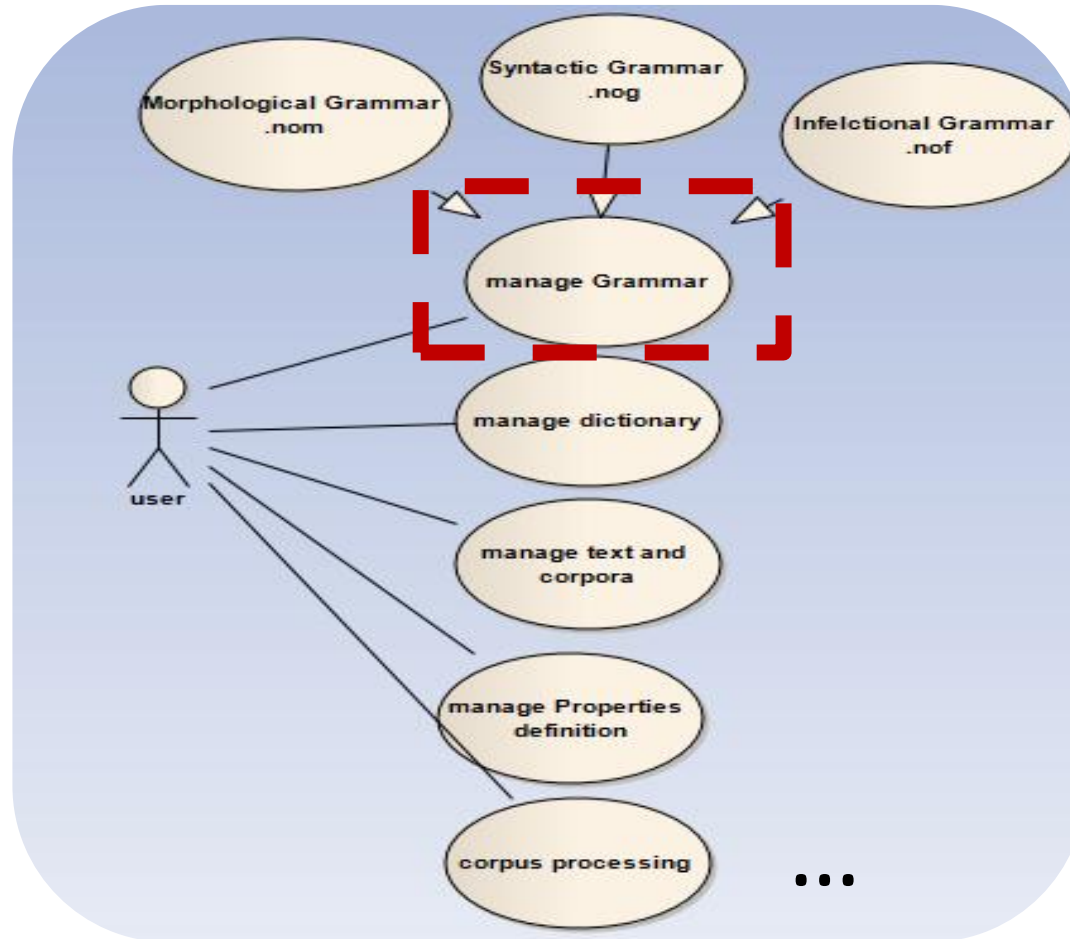 Syntactic Grammar
.nog
Morphological Grammar
.nom
Infelctional Grammar
.nof
manage Grammar
manage dictionary
user
manage text and
corpora
manage Properties
definition
corpus processing
...